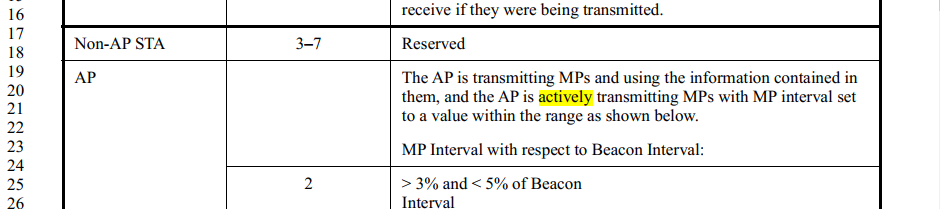 16 receive if they were being transmitted.
17
18 Non-AP STA 3–7 Reserved
19 AP The AP is transmitting MPs and using the information contained in
20 them, and the AP is actively transmitting MPs with MP interval set
21 to a value within the range as shown below.
22
23 MP Interval with respect to Beacon Interval:
24
25 2 > 3% and < 5% of Beacon
26 Interval